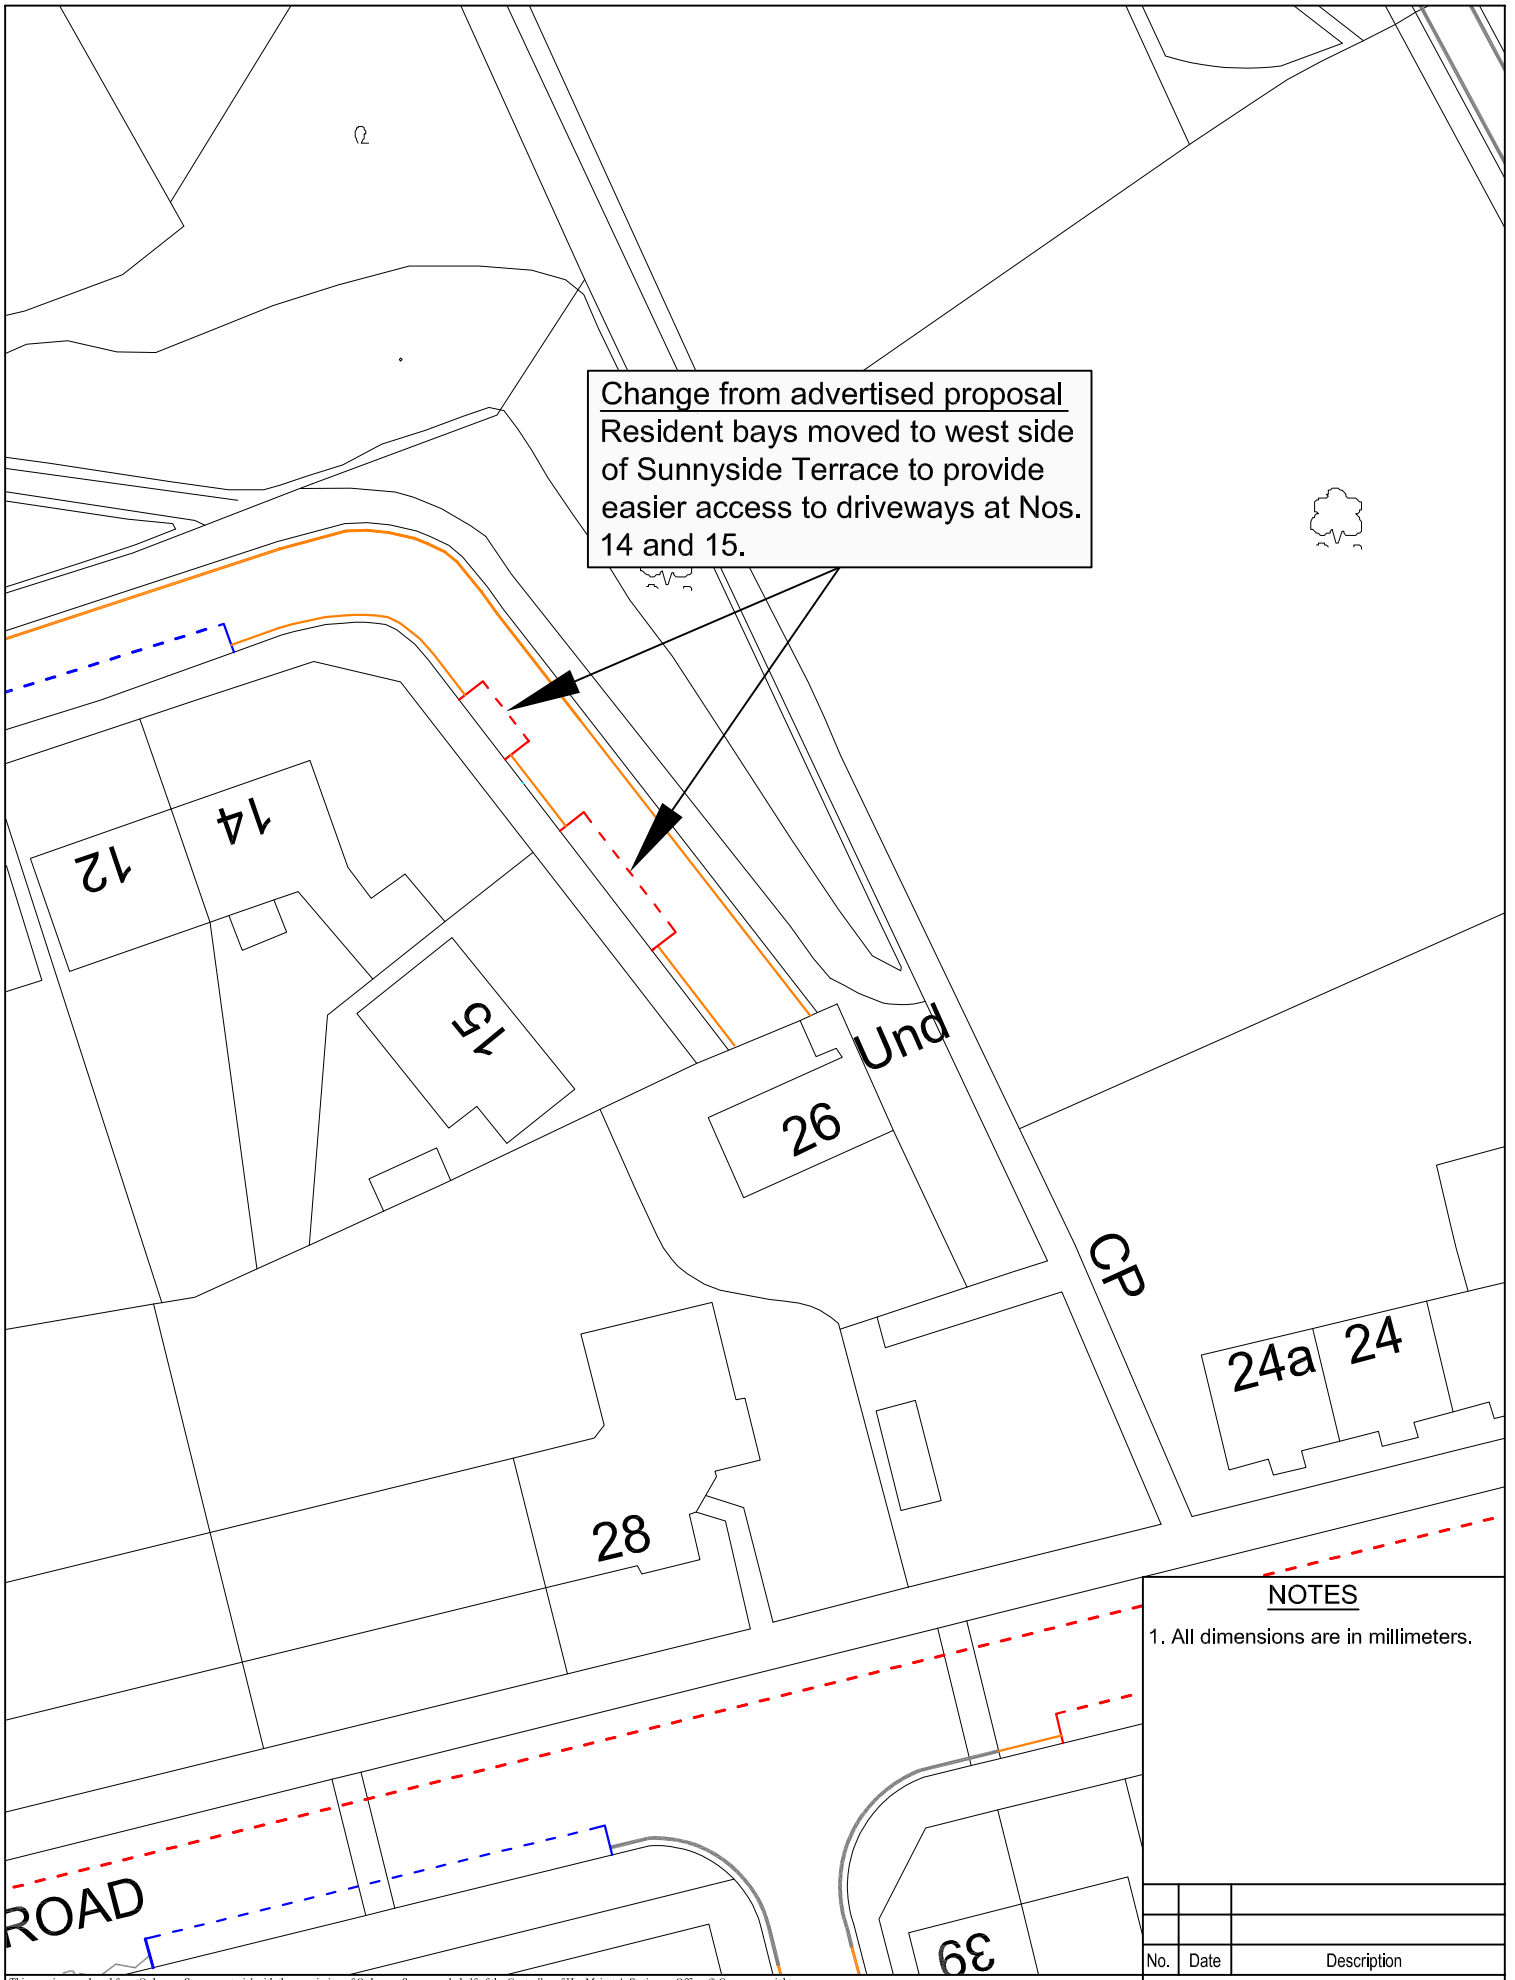 Change from advertised proposal
Resident bays moved to west side
of Sunnyside Terrace to provide
easier access to driveways at Nos.
14 and 15.
14
12
15
Und
26
CP
24a
24
28
NOTES
1. All dimensions are in millimeters.
ROAD
39
No. Date Description